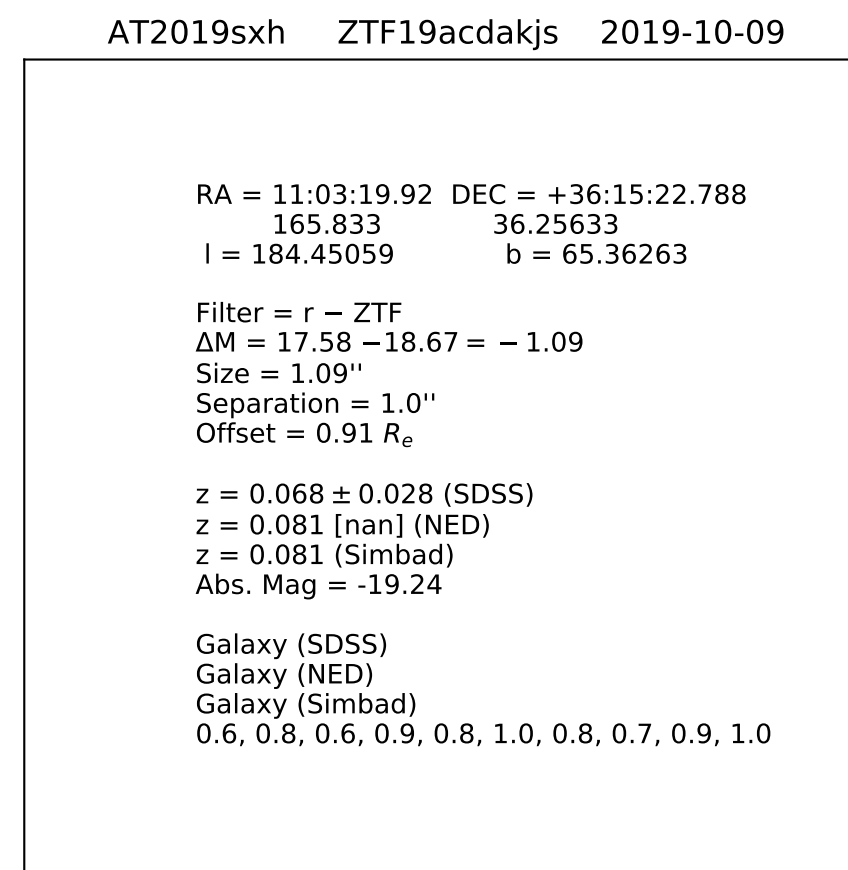 AT2019sxh ZTF19acdakjs 2019-10-09
RA = 11:03:19.92 DEC = +36:15:22.788
165.833 36.25633
l = 184.45059 b = 65.36263
Filter = r − ZTF
ΔM = 17.58 −18.67 = − 1.09
Size = 1.09''
Separation = 1.0''
Offset = 0.91 Rₑ
z = 0.068 ± 0.028 (SDSS)
z = 0.081 [nan] (NED)
z = 0.081 (Simbad)
Abs. Mag = -19.24
Galaxy (SDSS)
Galaxy (NED)
Galaxy (Simbad)
0.6, 0.8, 0.6, 0.9, 0.8, 1.0, 0.8, 0.7, 0.9, 1.0